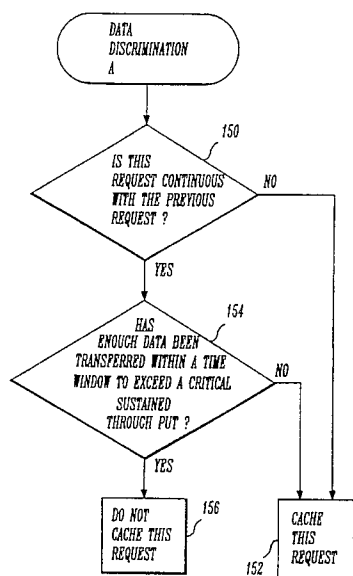 DATA
DISCRIMINATION
A
150
IS THIS
REQUEST CONTINUOUS
WITH THE PREVIOUS
REQUEST ?
NO
YES
154
HAS
ENOUGH DATA BEEN
TRANSFERRED WITHIN A TIME
WINDOW TO EXCEED A CRITICAL
SUSTAINED
THROUGH PUT ?
NO
YES
DO NOT
CACHE THIS
REQUEST
156
152
CACHE
THIS
REQUEST